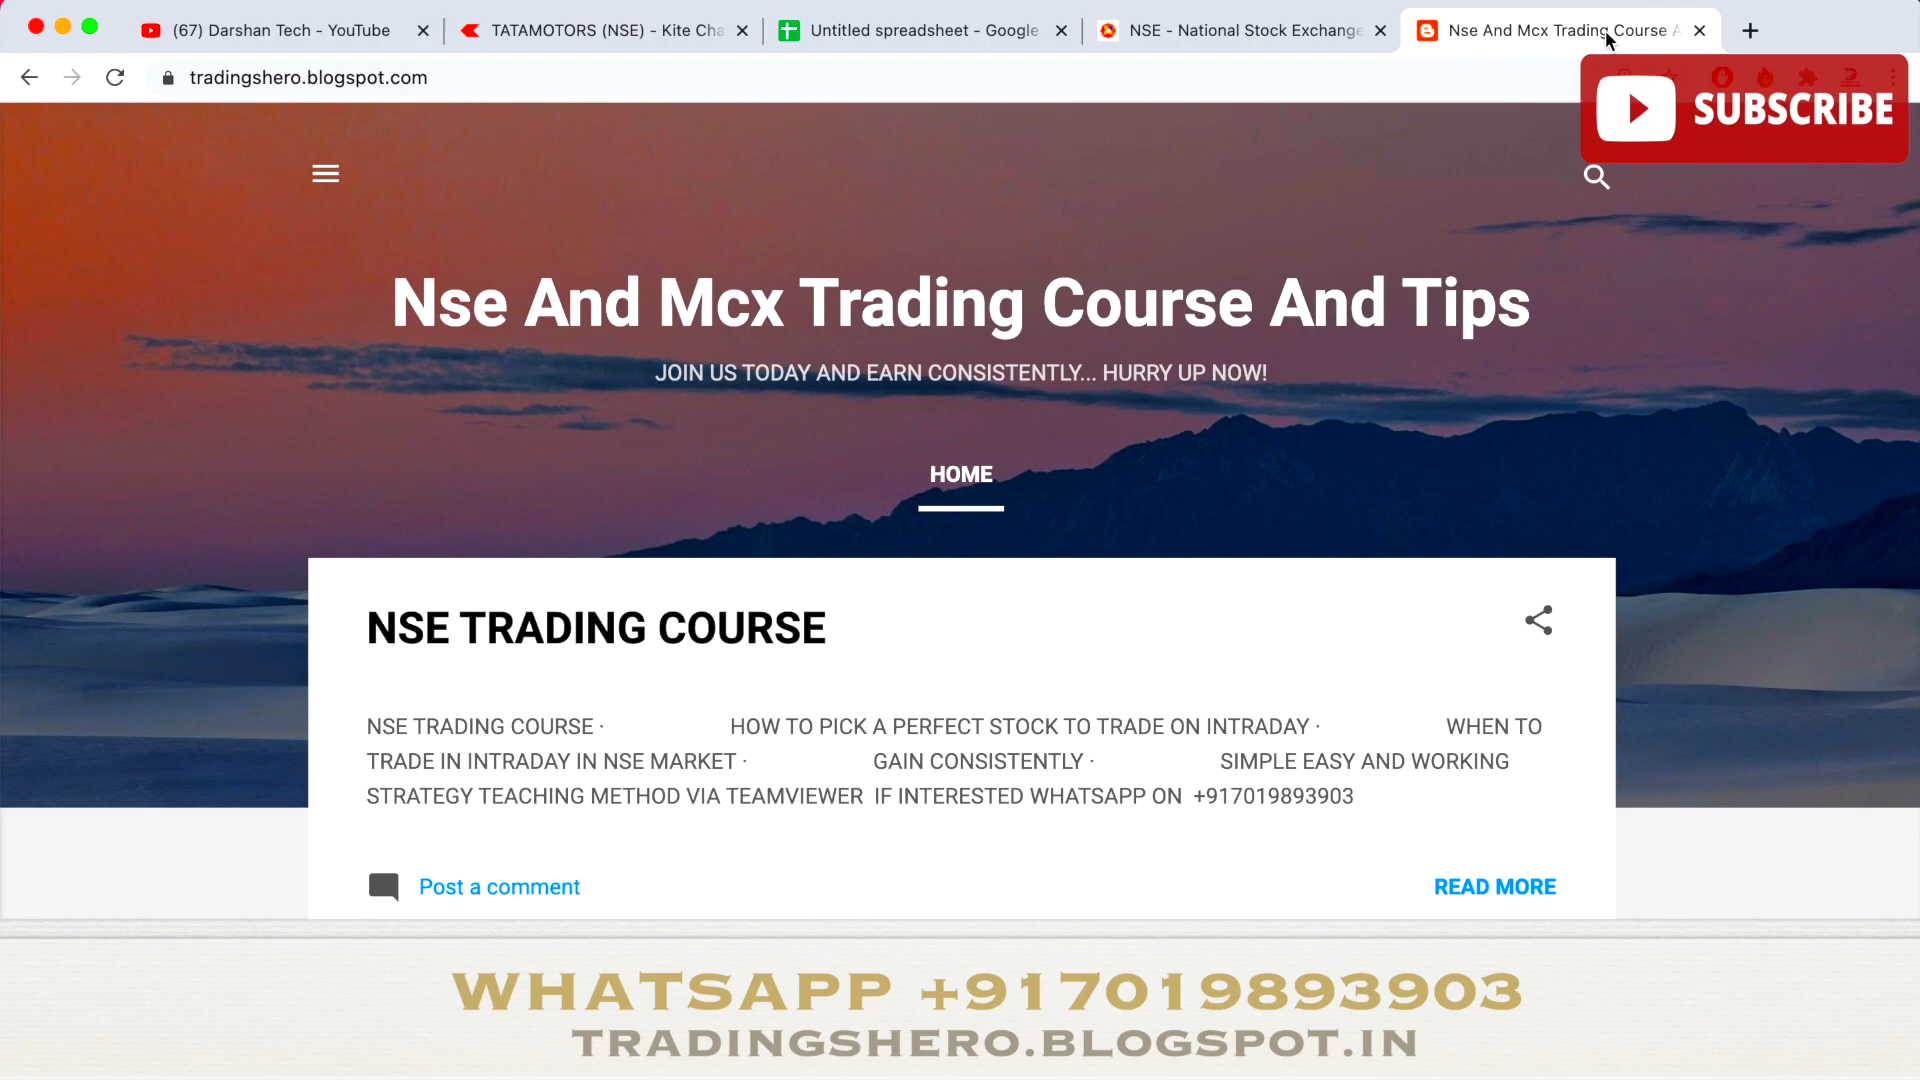 (67) Darshan Tech - YouTube
TATAMOTORS (NSE) - Kite Cha
Untitled spreadsheet - Google
NSE - National Stock Exchange
Nse And Mcx Trading Course A
tradingshero.blogspot.com
SUBSCRIBE
Nse And Mcx Trading Course And Tips
JOIN US TODAY AND EARN CONSISTENTLY... HURRY UP NOW!
HOME
NSE TRADING COURSE
NSE TRADING COURSE · HOW TO PICK A PERFECT STOCK TO TRADE ON INTRADAY · WHEN TO
TRADE IN INTRADAY IN NSE MARKET · GAIN CONSISTENTLY · SIMPLE EASY AND WORKING
STRATEGY TEACHING METHOD VIA TEAMVIEWER IF INTERESTED WHATSAPP ON +917019893903
Post a comment
READ MORE
WHATSAPP +917019893903
TRADINGSHERO.BLOGSPOT.IN